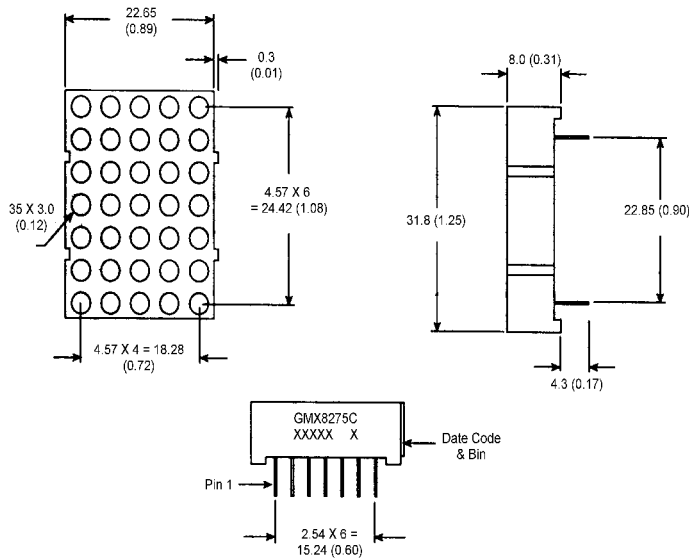 22.65
(0.89)
0.3
(0.01)
8.0 (0.31)
35 X 3.0
(0.12)
4.57 X 6
= 24.42 (1.08)
31.8 (1.25)
22.85 (0.90)
4.57 X 4 = 18.28
(0.72)
4.3 (0.17)
GMX8275C
XXXXX X
Date Code
& Bin
Pin 1
2.54 X 6 =
15.24 (0.60)